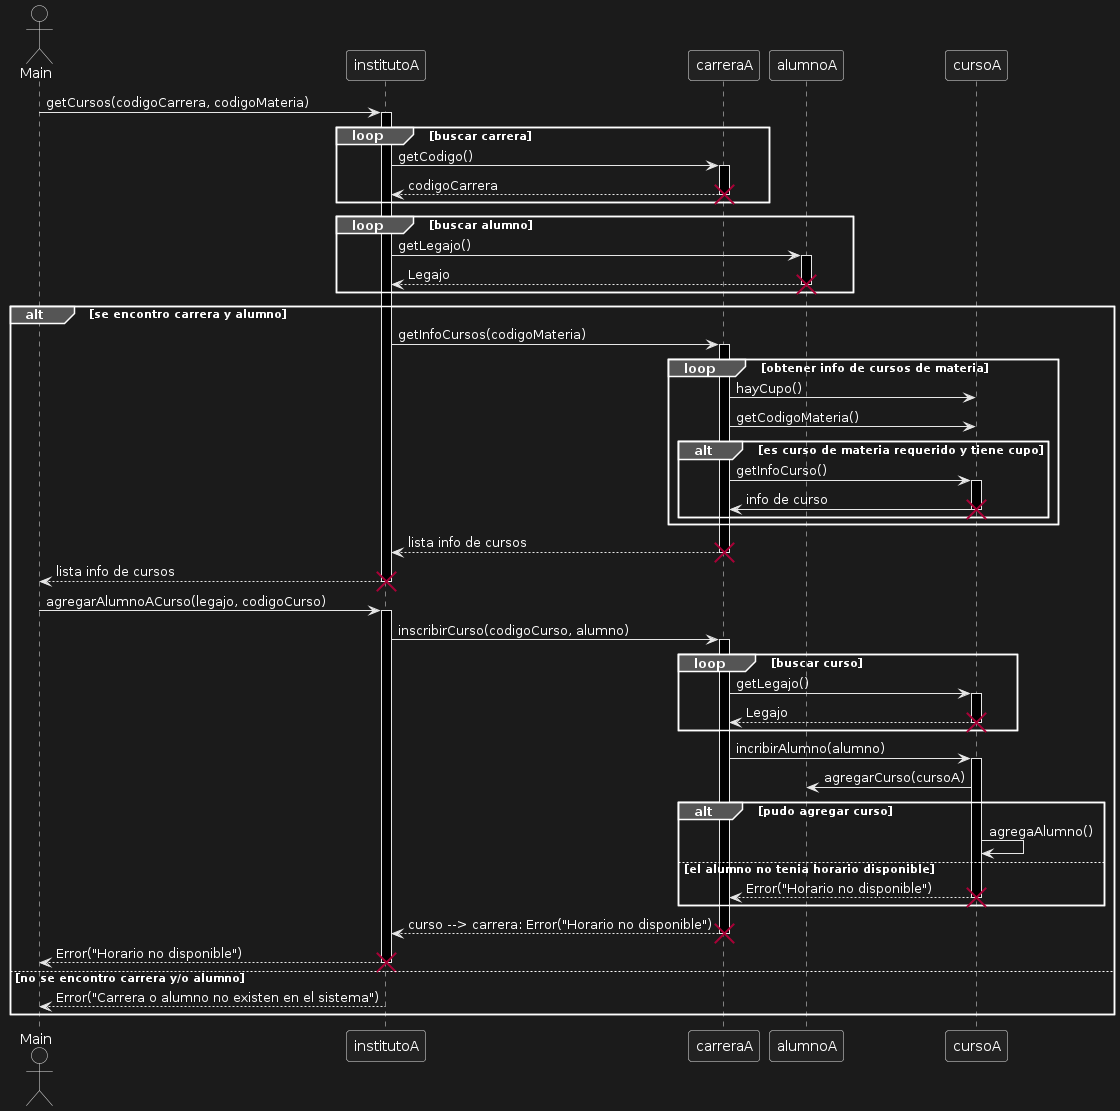 Main
institutoA
carreraA
alumnoA
cursoA
getCursos(codigoCarrera, codigoMateria)
loop
[buscar carrera]
getCodigo()
codigoCarrera
loop
[buscar alumno]
getLegajo()
Legajo
alt
[se encontro carrera y alumno]
getInfoCursos(codigoMateria)
loop
[obtener info de cursos de materia]
hayCupo()
getCodigoMateria()
alt
[es curso de materia requerido y tiene cupo]
getInfoCurso()
info de curso
lista info de cursos
lista info de cursos
agregarAlumnoACurso(legajo, codigoCurso)
inscribirCurso(codigoCurso, alumno)
loop
[buscar curso]
getLegajo()
Legajo
incribirAlumno(alumno)
agregarCurso(cursoA)
alt
[pudo agregar curso]
agregaAlumno()
[el alumno no tenia horario disponible]
Error("Horario no disponible")
curso --> carrera: Error("Horario no disponible")
Error("Horario no disponible")
[no se encontro carrera y/o alumno]
Error("Carrera o alumno no existen en el sistema")
Main
institutoA
carreraA
alumnoA
cursoA